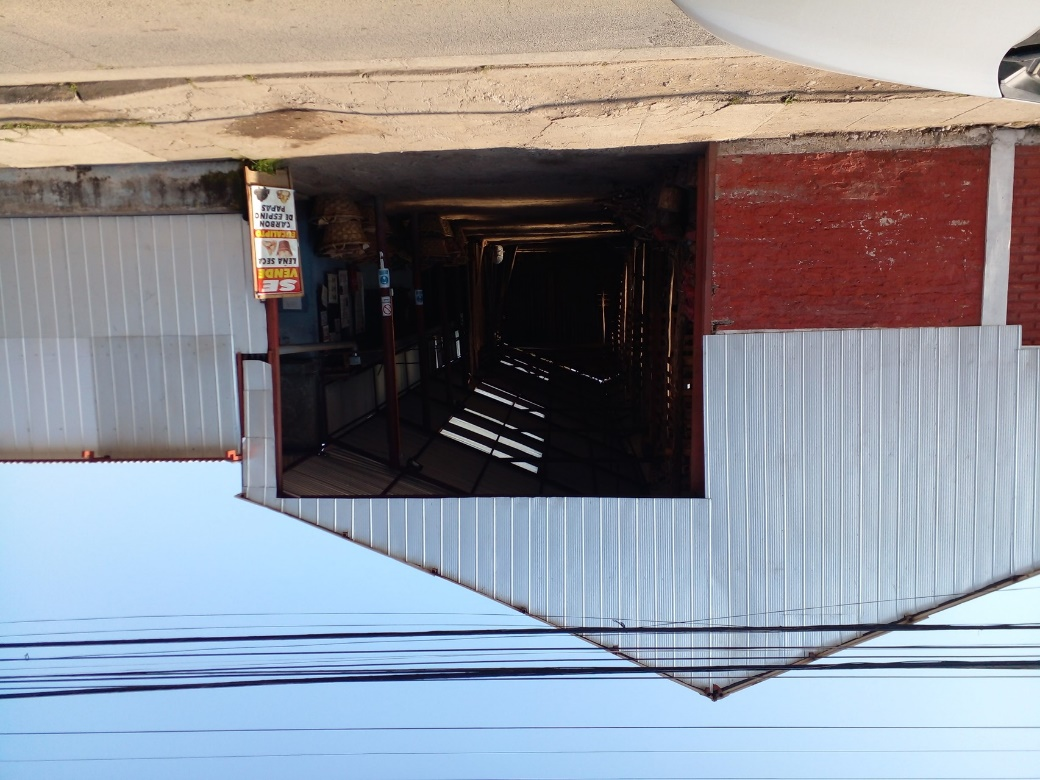 SE
VENDE
LEÑA SECA
EUCALIPTO
CARBON
DE ESPINO
PAPAS